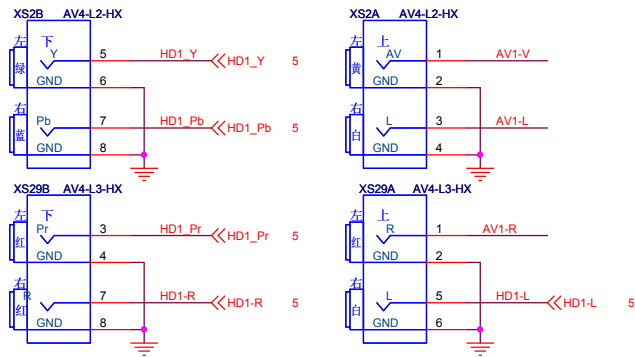 XS2B AV4-L2-HX
左 下
Y 5 HD1_Y HD1_Y 5
绿
GND 6
右
Pb 7 HD1_Pb HD1_Pb 5
蓝
GND 8
XS2A AV4-L2-HX
左 上
AV 1 AV1-V
黄
GND 2
右
L 3 AV1-L
白
GND 4
XS29B AV4-L3-HX
左 下
Pr 3 HD1_Pr HD1_Pr 5
红
GND 4
右
R 7 HD1-R HD1-R 5
红
GND 8
XS29A AV4-L3-HX
左 上
R 1 AV1-R
红
GND 2
右
L 5 HD1-L HD1-L 5
白
GND 6